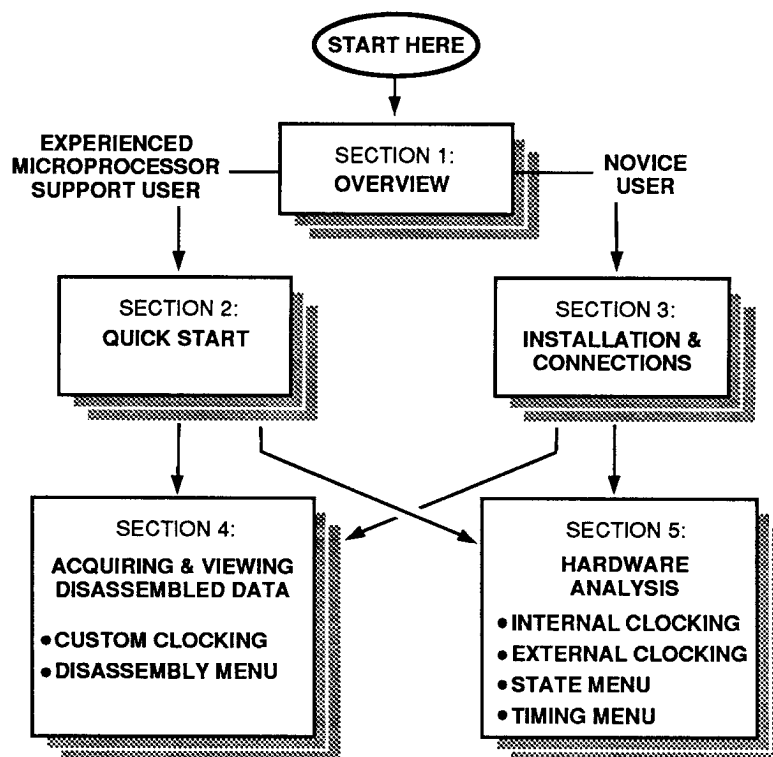 START HERE
SECTION 1:
OVERVIEW
EXPERIENCED
MICROPROCESSOR
SUPPORT USER
NOVICE
USER
SECTION 2:
QUICK START
SECTION 3:
INSTALLATION &
CONNECTIONS
SECTION 4:
ACQUIRING & VIEWING
DISASSEMBLED DATA
● CUSTOM CLOCKING
● DISASSEMBLY MENU
SECTION 5:
HARDWARE
ANALYSIS
● INTERNAL CLOCKING
● EXTERNAL CLOCKING
● STATE MENU
● TIMING MENU